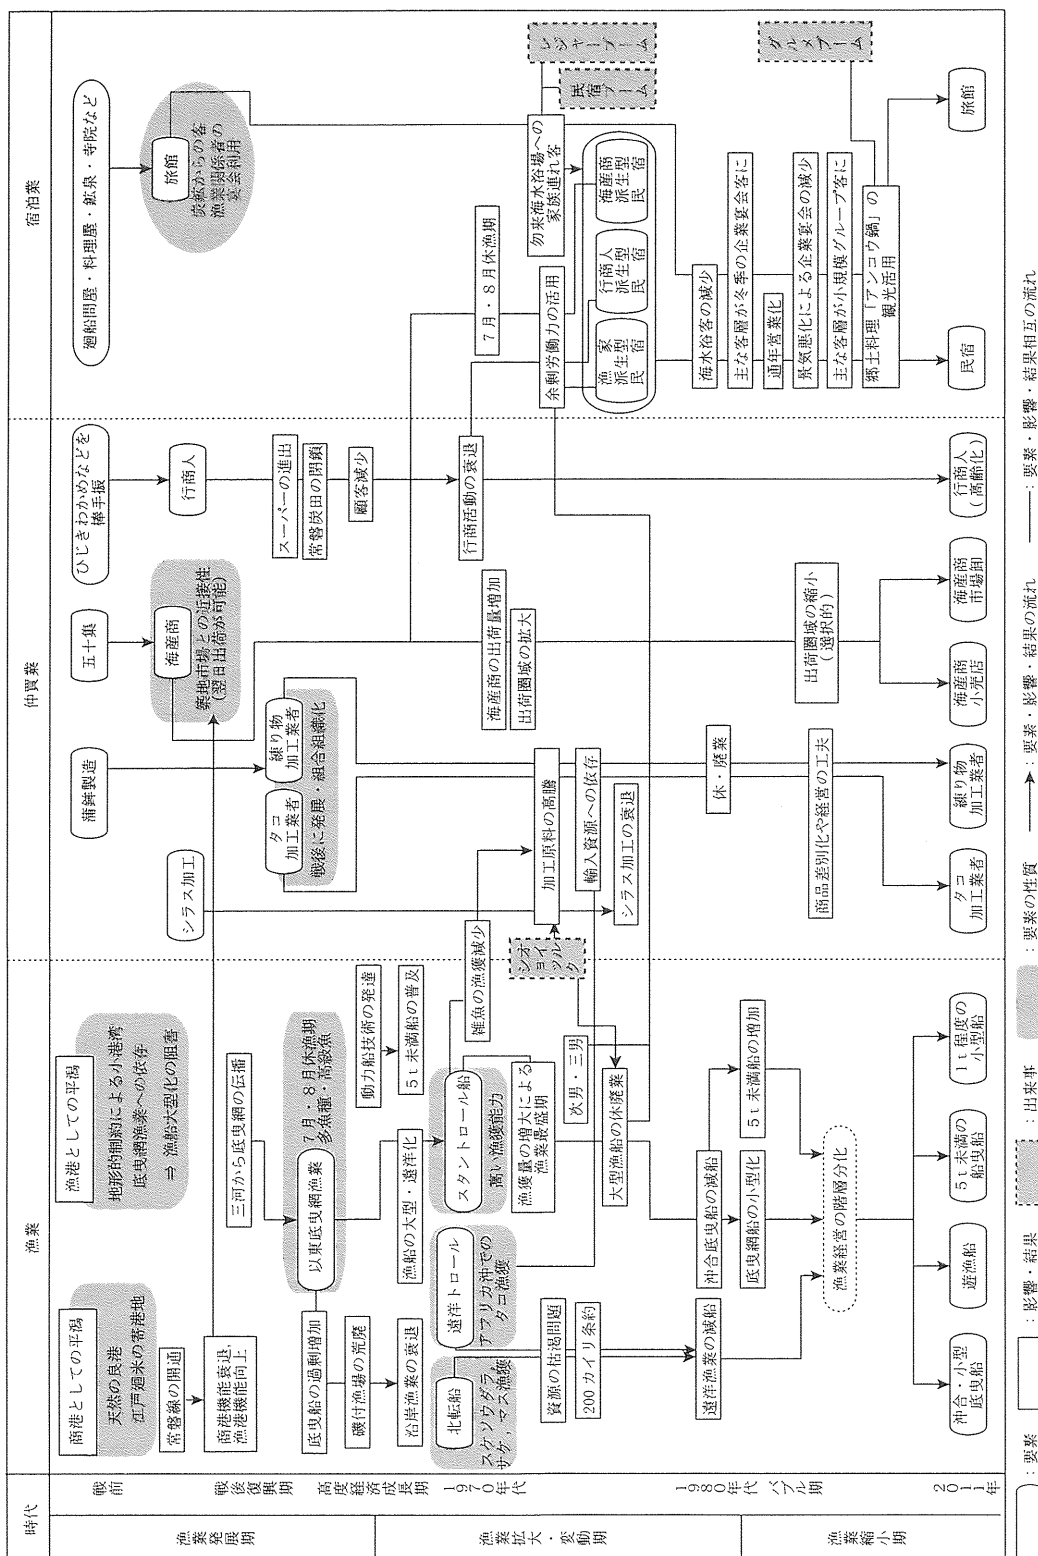 時代
漁業
仲買業
宿泊業
漁業発展期
漁業拡大・変動期
漁業縮小期
戦前
戦後復興期
高度経済成長期
1970年代
1980年代
バブル期
2011年
商港としての平潟
天然の良港
江戸廻米の寄港地
常磐線の開通
商港機能衰退，
漁港機能向上
漁港としての平潟
地形的制約による小港湾
底曳網漁業への依存
⇒ 漁船大型化の阻害
三河から底曳網の伝播
以東底曳網漁業
7月・8月休漁期
多魚種・高級魚
底曳船の過剰増加
磯付漁場の荒廃
沿岸漁業の衰退
漁船の大型・遠洋化
動力船技術の発達
5t未満船の普及
北転船
スケソウダラ，
サケ，マス漁獲
遠洋トロール
アフリカ沖での
タコ漁獲
スタントロール船
高い漁獲能力
漁獲量の増大による
漁業最盛期
雑魚の漁獲減少
資源の枯渇問題
200カイリ条約
次男・三男
大型漁船の休廃業
オイル
ショック
遠洋漁業の減船
沖合底曳船の減船
底曳網船の小型化
5t未満船の増加
漁業経営の階層分化
沖合・小型
底曳船
遊漁船
5t未満の
船曳船
1t程度の
小型船
シラス加工
蒲鉾製造
五十集
ひじきわかめなどを
棒手振
海産商
築地市場との近接性
(翌日出荷が可能)
行商人
タコ
加工業者
練り物
加工業者
戦後に発展・組合組織化
スーパーの進出
常磐炭田の閉鎖
顧客減少
行商活動の衰退
海産商の出荷量増加
出荷圏域の拡大
加工原料の高騰
輸入資源への依存
シラス加工の衰退
休・廃業
商品差別化や経営の工夫
出荷圏域の縮小
(選択的)
タコ
加工業者
練り物
加工業者
海産商
小売店
海産商
市場卸
行商人
(高齢化)
廻船問屋・料理屋・鉱泉・寺院など
旅館
炭鉱からの客
漁業関係者の
宴会利用
7月・8月休漁期
余剰労働力の活用
勿来海水浴場への
家族連れ客
レジャーブーム
民宿
ブーム
漁家
派生型
民宿
行商人
派生型
民宿
海産商
派生型
民宿
海水浴客の減少
主な客層が冬季の企業宴会客に
通年営業化
景気悪化による企業宴会の減少
主な客層が小規模グループ客に
郷土料理「アンコウ鍋」の
観光活用
グルメブーム
民宿
旅館
：要素
：影響・結果
：出来事
：要素の性質
：要素・影響・結果の流れ
：要素・影響・結果相互の流れ